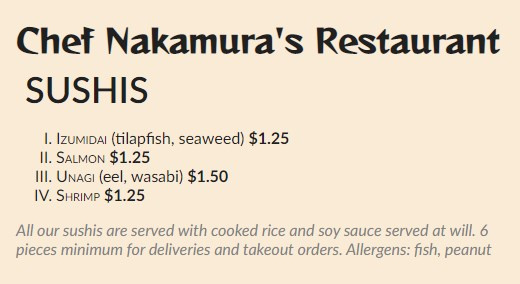 Chef Nakamura's Restaurant
SUSHIS
I. Izumidai (tilapfish, seaweed) $1.25
II. Salmon $1.25
III. Unagi (eel, wasabi) $1.50
IV. Shrimp $1.25
All our sushis are served with cooked rice and soy sauce served at will. 6
pieces minimum for deliveries and takeout orders. Allergens: fish, peanut